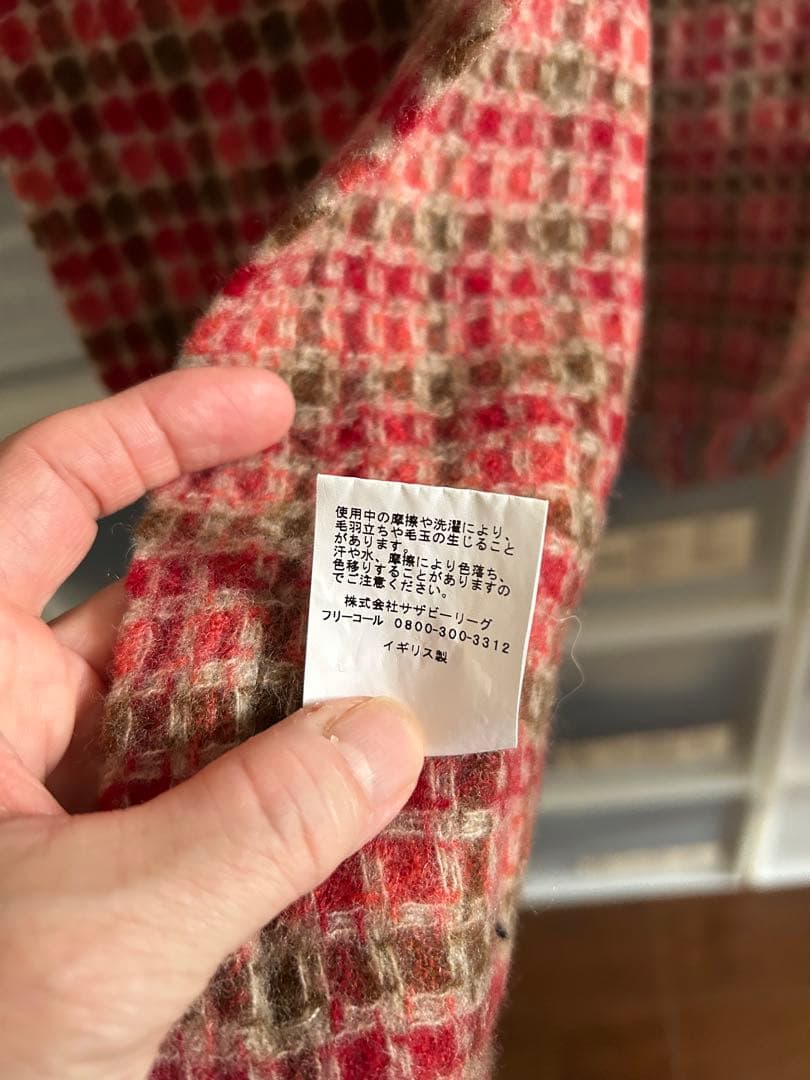 使用中の摩擦や洗濯により、
毛羽立ちや毛玉の生じること
があります。
汗や水、摩擦により色落ち、
色移りすることがありますの
でご注意ください。
株式会社サザビーリーグ
フリーコール 0800-300-3312
イギリス製